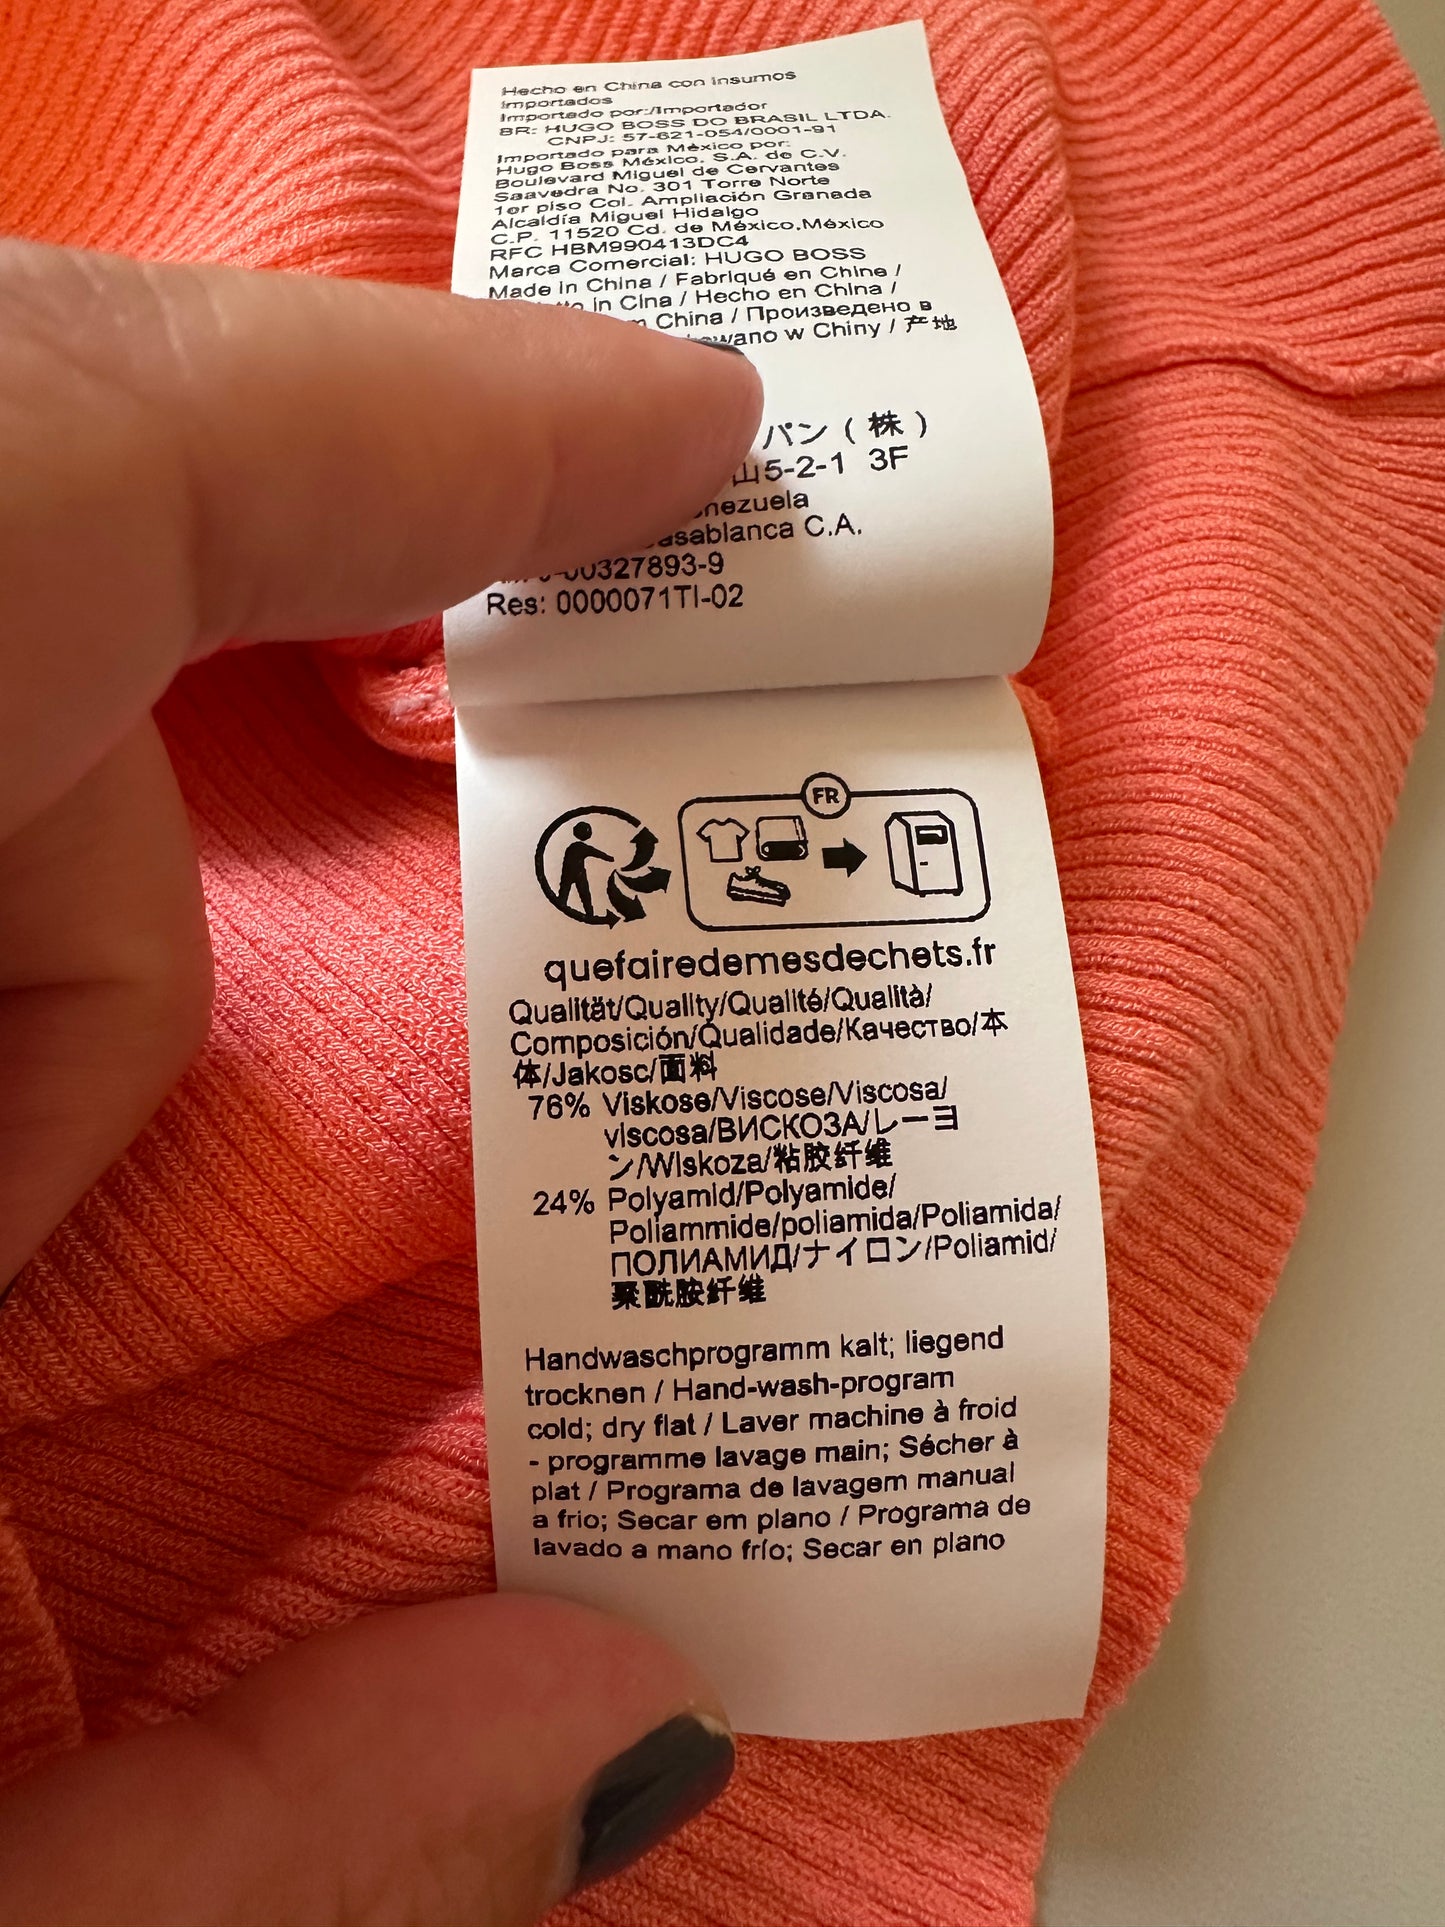 Hecho en China con insumos
importados
Importado por:/Importador
BR: HUGO BOSS DO BRASIL LTDA.
CNPJ: 57-621-054/0001-91
Importado para México por:
Hugo Boss México, S.A. de C.V.
Boulevard Miguel de Cervantes
Saavedra No. 301 Torre Norte
1er piso Col. Ampliación Granada
Alcaldía Miguel Hidalgo
C.P. 11520 Cd. de México,México
RFC HBM990413DC4
Marca Comercial: HUGO BOSS
Made in China / Fabriqué en Chine /
in Cina / Hecho en China /
China / Произведено в
w Chiny / 产地
パン ( 株 )
山5-2-1 3F
C.A.
00327893-9
Res: 0000071TI-02
FR
quefairedemesdechets.fr
Qualität/Quality/Qualité/Qualità/
Composición/Qualidade/Качество/本
体/Jakosc/面料
76% Viskose/Viscose/Viscosa/
viscosa/ВИСКОЗА/レーヨ
ン/Wiskoza/粘胶纤维
24% Polyamid/Polyamide/
Poliammide/poliamida/Poliamida/
ПОЛИАМИД/ナイロン/Poliamid/
聚酰胺纤维
Handwaschprogramm kalt; liegend
trocknen / Hand-wash-program
cold; dry flat / Laver machine à froid
- programme lavage main; Sécher à
plat / Programa de lavagem manual
a frio; Secar em plano / Programa de
lavado a mano frío; Secar en plano